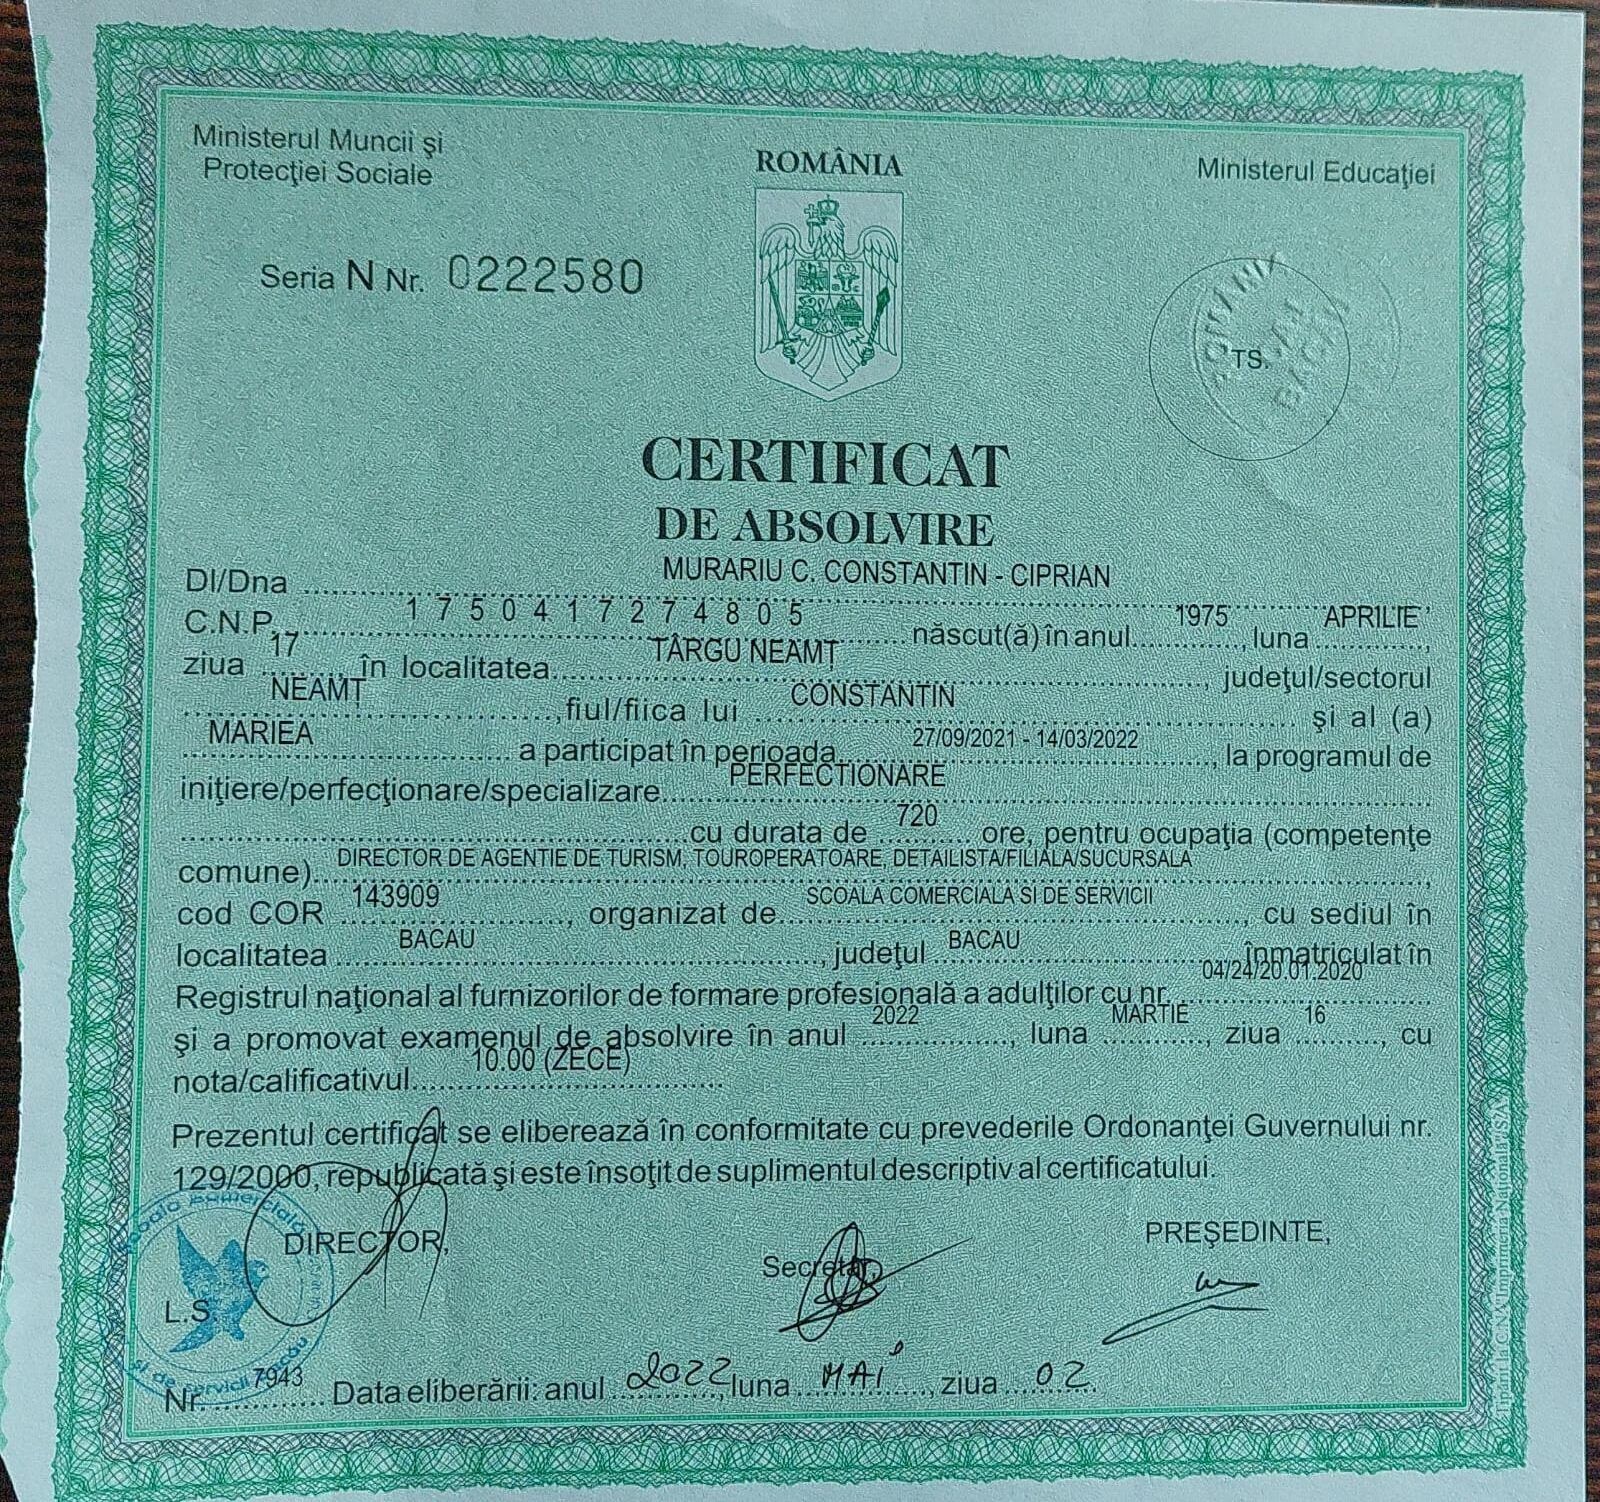 Ministerul Muncii şi
Protecţiei Sociale
ROMÂNIA
Ministerul Educaţiei
Seria N Nr. 0222580
TS.
CERTIFICAT
DE ABSOLVIRE
Dl/Dna MURARIU C. CONSTANTIN - CIPRIAN
C.N.P. 1 7 5 0 4 1 7 2 7 4 8 0 5 născut(ă) în anul 1975, luna APRILIE,
ziua 17 în localitatea TÂRGU NEAMȚ, judeţul/sectorul
NEAMȚ, fiul/fiica lui CONSTANTIN şi al (a)
MARIEA a participat în perioada 27/09/2021 - 14/03/2022, la programul de
iniţiere/perfecţionare/specializare PERFECTIONARE
cu durata de 720 ore, pentru ocupaţia (competenţe
comune) DIRECTOR DE AGENTIE DE TURISM, TOUROPERATOARE, DETAILISTA/FILIALA/SUCURSALA,
cod COR 143909, organizat de SCOALA COMERCIALA SI DE SERVICII, cu sediul în
localitatea BACAU, judeţul BACAU înmatriculat în
Registrul naţional al furnizorilor de formare profesională a adulţilor cu nr. 04/24/20.01.2020
şi a promovat examenul de absolvire în anul 2022, luna MARTIE, ziua 16, cu
nota/calificativul 10.00 (ZECE)
Prezentul certificat se eliberează în conformitate cu prevederile Ordonanţei Guvernului nr.
129/2000, republicată şi este însoţit de suplimentul descriptiv al certificatului.
DIRECTOR,
Secretar,
PREŞEDINTE,
L.S.
Nr. 7943 Data eliberării: anul 2022, luna MAI, ziua 02.
Tipărit la C.N. "Imprimeria Naţională" SA